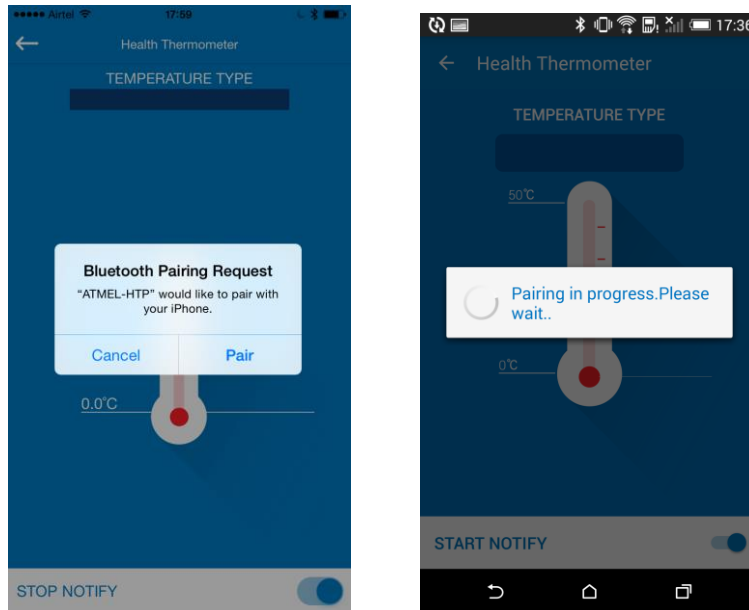 Airtel 17:59
Health Thermometer
TEMPERATURE TYPE
Bluetooth Pairing Request
“ATMEL-HTP” would like to pair with
your iPhone.
Cancel Pair
0.0°C
STOP NOTIFY
17:36
Health Thermometer
TEMPERATURE TYPE
50°C
Pairing in progress.Please
wait..
0°C
START NOTIFY